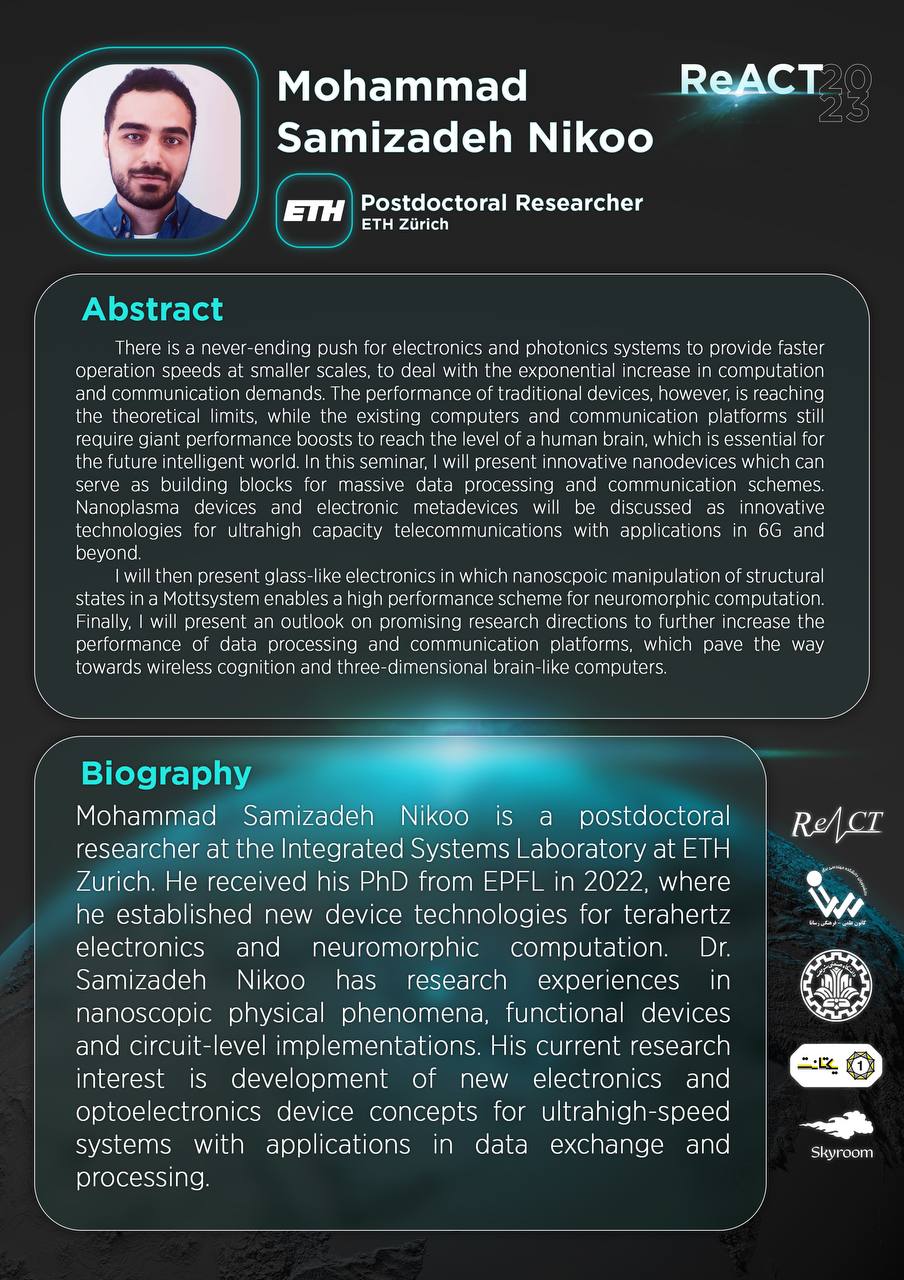 Mohammad
Samizadeh Nikoo
ReACT 20
23
ETH
Postdoctoral Researcher
ETH Zürich
Abstract
There is a never-ending push for electronics and photonics systems to provide faster
operation speeds at smaller scales, to deal with the exponential increase in computation
and communication demands. The performance of traditional devices, however, is reaching
the theoretical limits, while the existing computers and communication platforms still
require giant performance boosts to reach the level of a human brain, which is essential for
the future intelligent world. In this seminar, I will present innovative nanodevices which can
serve as building blocks for massive data processing and communication schemes.
Nanoplasma devices and electronic metadevices will be discussed as innovative
technologies for ultrahigh capacity telecommunications with applications in 6G and
beyond.
I will then present glass-like electronics in which nanoscpoic manipulation of structural
states in a Mottsystem enables a high performance scheme for neuromorphic computation.
Finally, I will present an outlook on promising research directions to further increase the
performance of data processing and communication platforms, which pave the way
towards wireless cognition and three-dimensional brain-like computers.
Biography
Mohammad Samizadeh Nikoo is a postdoctoral
researcher at the Integrated Systems Laboratory at ETH
Zurich. He received his PhD from EPFL in 2022, where
he established new device technologies for terahertz
electronics and neuromorphic computation. Dr.
Samizadeh Nikoo has research experiences in
nanoscopic physical phenomena, functional devices
and circuit-level implementations. His current research
interest is development of new electronics and
optoelectronics device concepts for ultrahigh-speed
systems with applications in data exchange and
processing.
ReACT
رسانا
کانون علمی - فرهنگی رسانا
یکتانت
1
Skyroom